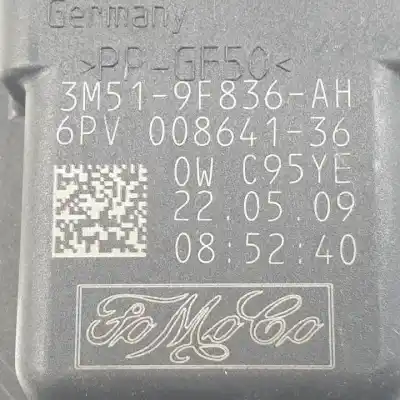 Germany
>PP-GF50<
3M51-9F836-AH
6PV 008641-36
0W C95YE
22.05.09
08:52:40
FoMoCo